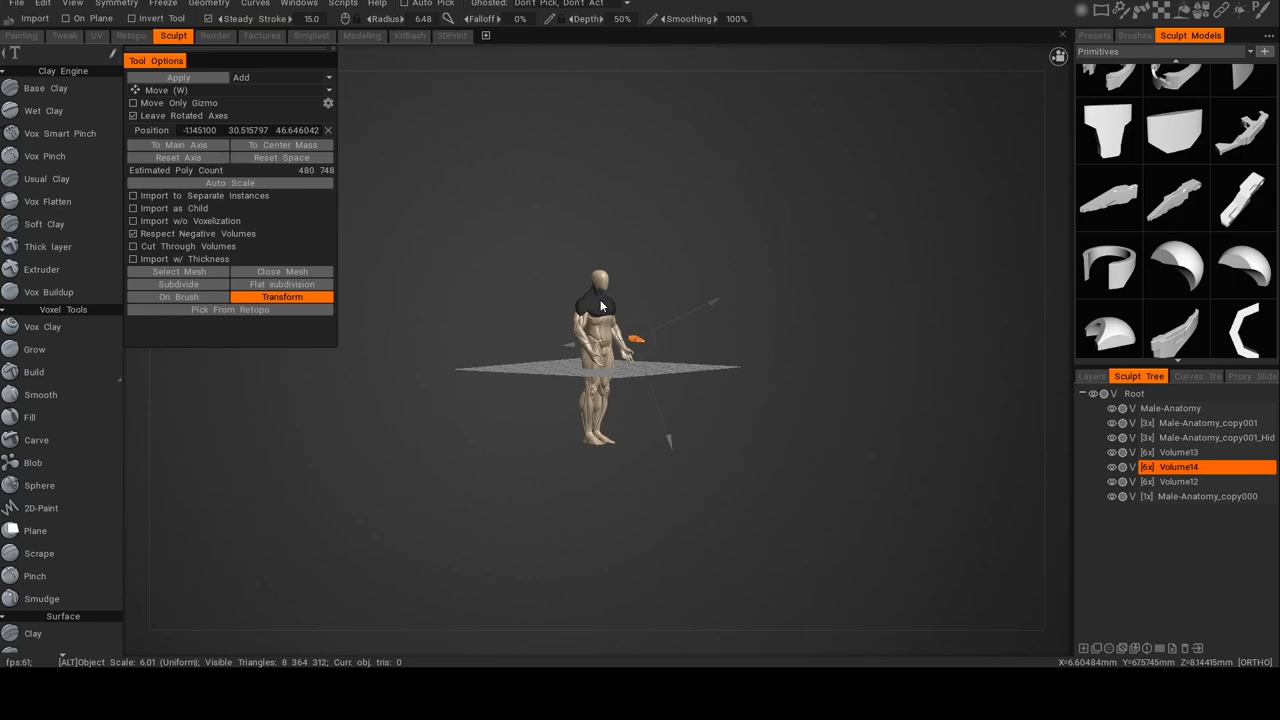 File Edit View Symmetry Freeze Geometry Curves Windows Scripts Help Auto Pick Ghosted: Don't Pick, Don't Act
Import On Plane Invert Tool Steady Stroke 15.0 Radius 6.48 Falloff 0% Depth 50% Smoothing 100%
Painting Tweak UV Retopo Sculpt Render Factures Simplest Modeling KitBash 3DPrint
Clay Engine
Base Clay
Wet Clay
Vox Smart Pinch
Vox Pinch
Usual Clay
Vox Flatten
Soft Clay
Thick layer
Extruder
Vox Buildup
Voxel Tools
Vox Clay
Grow
Build
Smooth
Fill
Carve
Blob
Sphere
2D-Paint
Plane
Scrape
Pinch
Smudge
Surface
Clay
Tool Options
Apply Add
Move (W)
Move Only Gizmo
Leave Rotated Axes
Position -1145100 30.515797 46.646042
To Main Axis To Center Mass
Reset Axis Reset Space
Estimated Poly Count 480 748
Auto Scale
Import to Separate Instances
Import as Child
Import w/o Voxelization
Respect Negative Volumes
Cut Through Volumes
Import w/ Thickness
Select Mesh Close Mesh
Subdivide Flat subdivision
On Brush Transform
Pick From Retopo
Presets Brushes Sculpt Models
Primitives
Layers Sculpt Tree Curves Tre Proxy Slide
V Root
V Male-Anatomy
V [3x] Male-Anatomy_copy001
V [3x] Male-Anatomy_copy001_Hid
V [6x] Volume13
V [6x] Volume14
V [6x] Volume12
V [1x] Male-Anatomy_copy000
fps:61; [ALT]Object Scale: 6.01 (Uniform); Visible Triangles: 8 364 312; Curr. obj. tris: 0
X=6.60484mm Y=67.5745mm Z=8.14415mm [ORTHO]